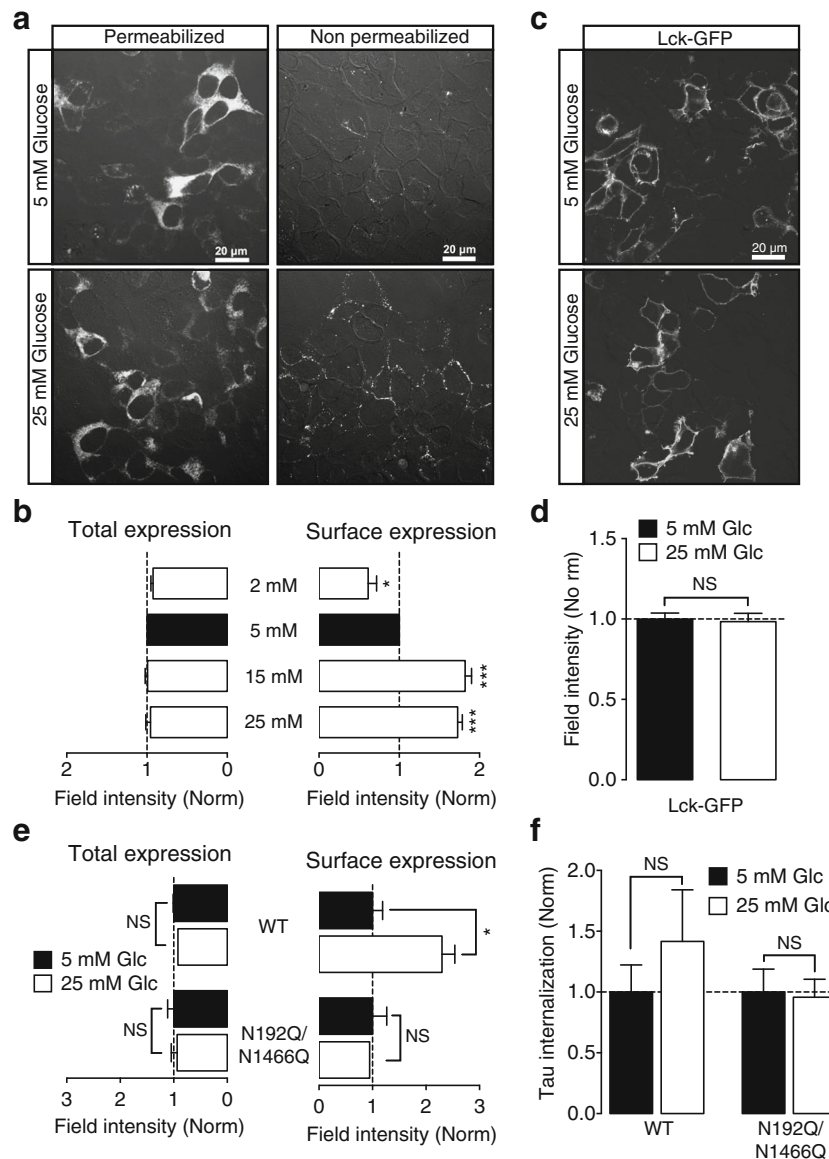 a
Permeabilized
Non permeabilized
5 mM Glucose
20 µm
20 µm
25 mM Glucose
c
Lck-GFP
5 mM Glucose
20 µm
25 mM Glucose
b
Total expression
Surface expression
2 mM
*
5 mM
15 mM
***
25 mM
***
2 1 0
0 1 2
Field intensity (Norm)
Field intensity (Norm)
d
5 mM Glc
25 mM Glc
NS
1.5
1.0
0.5
0.0
Field intensity (No rm)
Lck-GFP
e
Total expression
Surface expression
NS
WT
*
5 mM Glc
25 mM Glc
NS
N192Q/
N1466Q
NS
3 2 1 0
0 1 2 3
Field intensity (Norm)
Field intensity (Norm)
f
2.0
1.5
1.0
0.5
0.0
Tau internalization (Norm)
NS
5 mM Glc
25 mM Glc
NS
WT
N192Q/
N1466Q